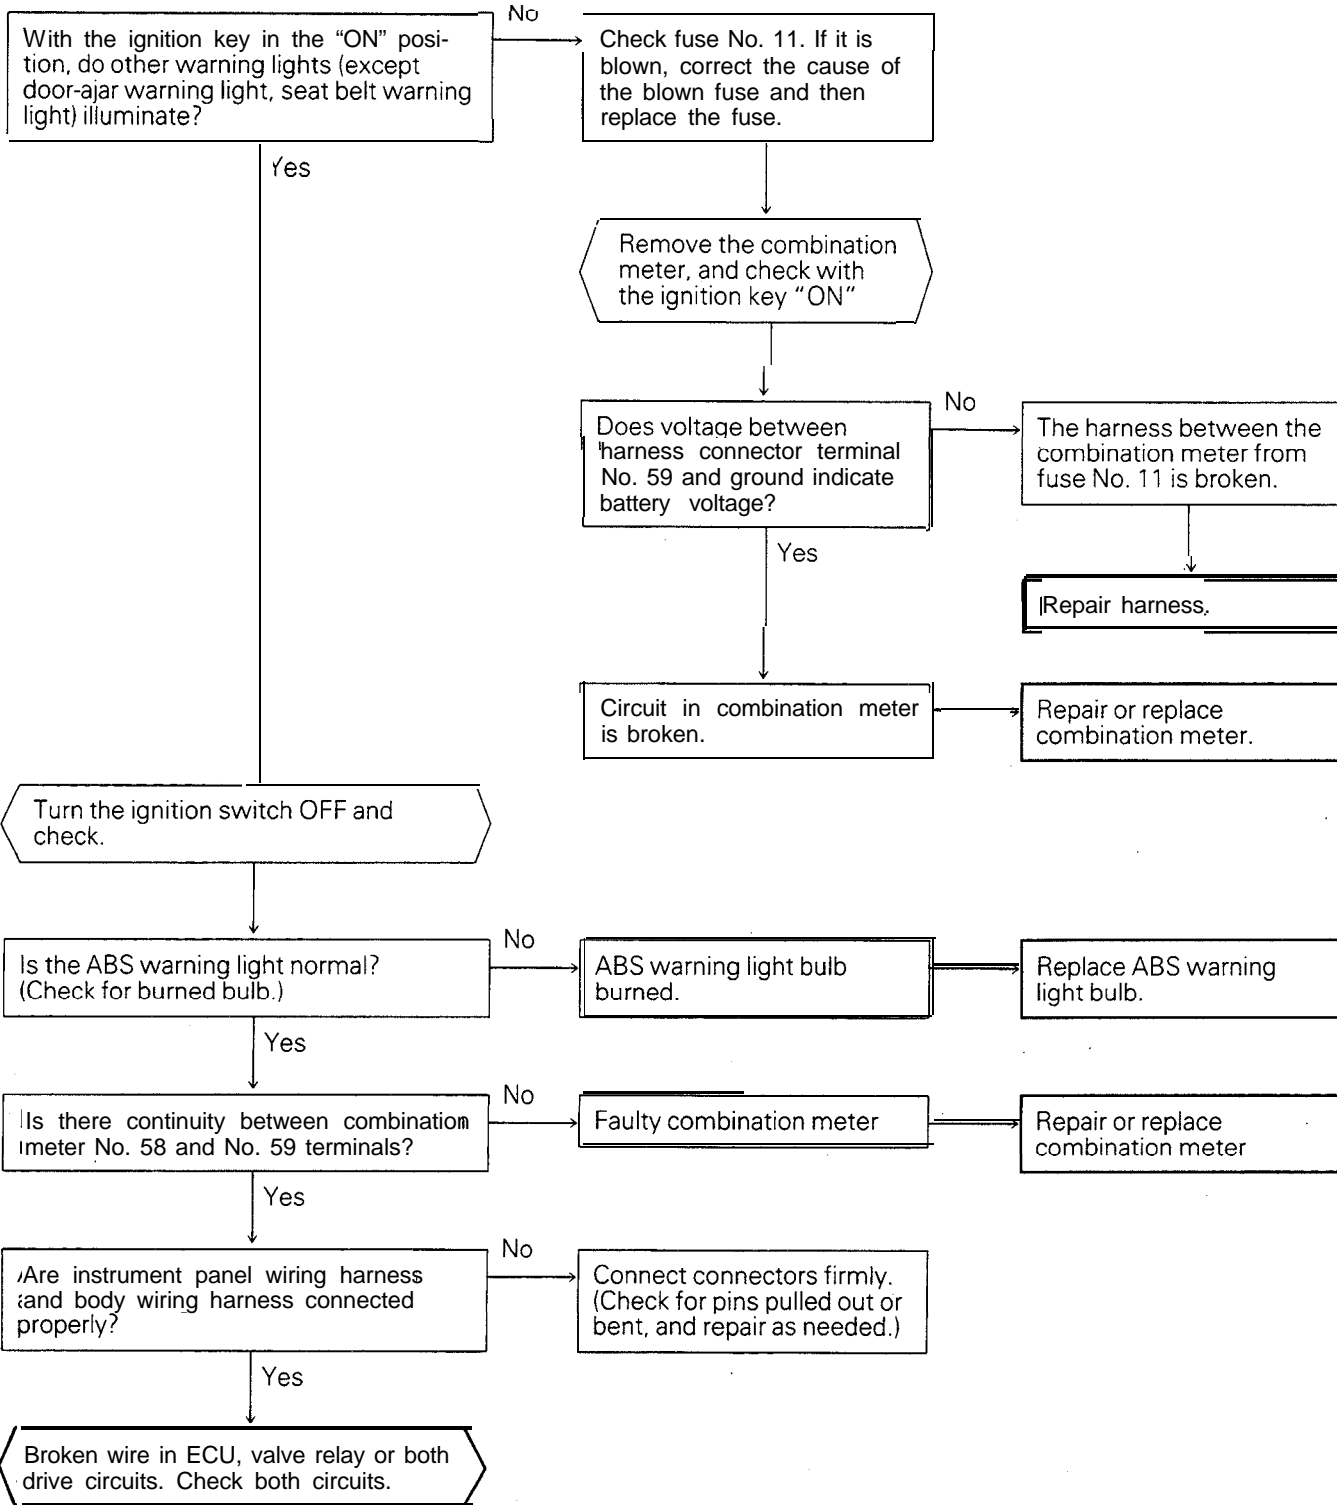 With the ignition key in the “ON” posi-
tion, do other warning lights (except
door-ajar warning light, seat belt warning
light) illuminate?
No
Check fuse No. 11. If it is
blown, correct the cause of
the blown fuse and then
replace the fuse.
Yes
Remove the combination
meter, and check with
the ignition key “ON”
Does voltage between
harness connector terminal
No. 59 and ground indicate
battery voltage?
No
The harness between the
combination meter from
fuse No. 11 is broken.
Yes
Repair harness.
Circuit in combination meter
is broken.
Repair or replace
combination meter.
Turn the ignition switch OFF and
check.
Is the ABS warning light normal?
(Check for burned bulb.)
No
ABS warning light bulb
burned.
Replace ABS warning
light bulb.
Yes
Is there continuity between combination
meter No. 58 and No. 59 terminals?
No
Faulty combination meter
Repair or replace
combination meter
Yes
Are instrument panel wiring harness
and body wiring harness connected
properly?
No
Connect connectors firmly.
(Check for pins pulled out or
bent, and repair as needed.)
Yes
Broken wire in ECU, valve relay or both
drive circuits. Check both circuits.